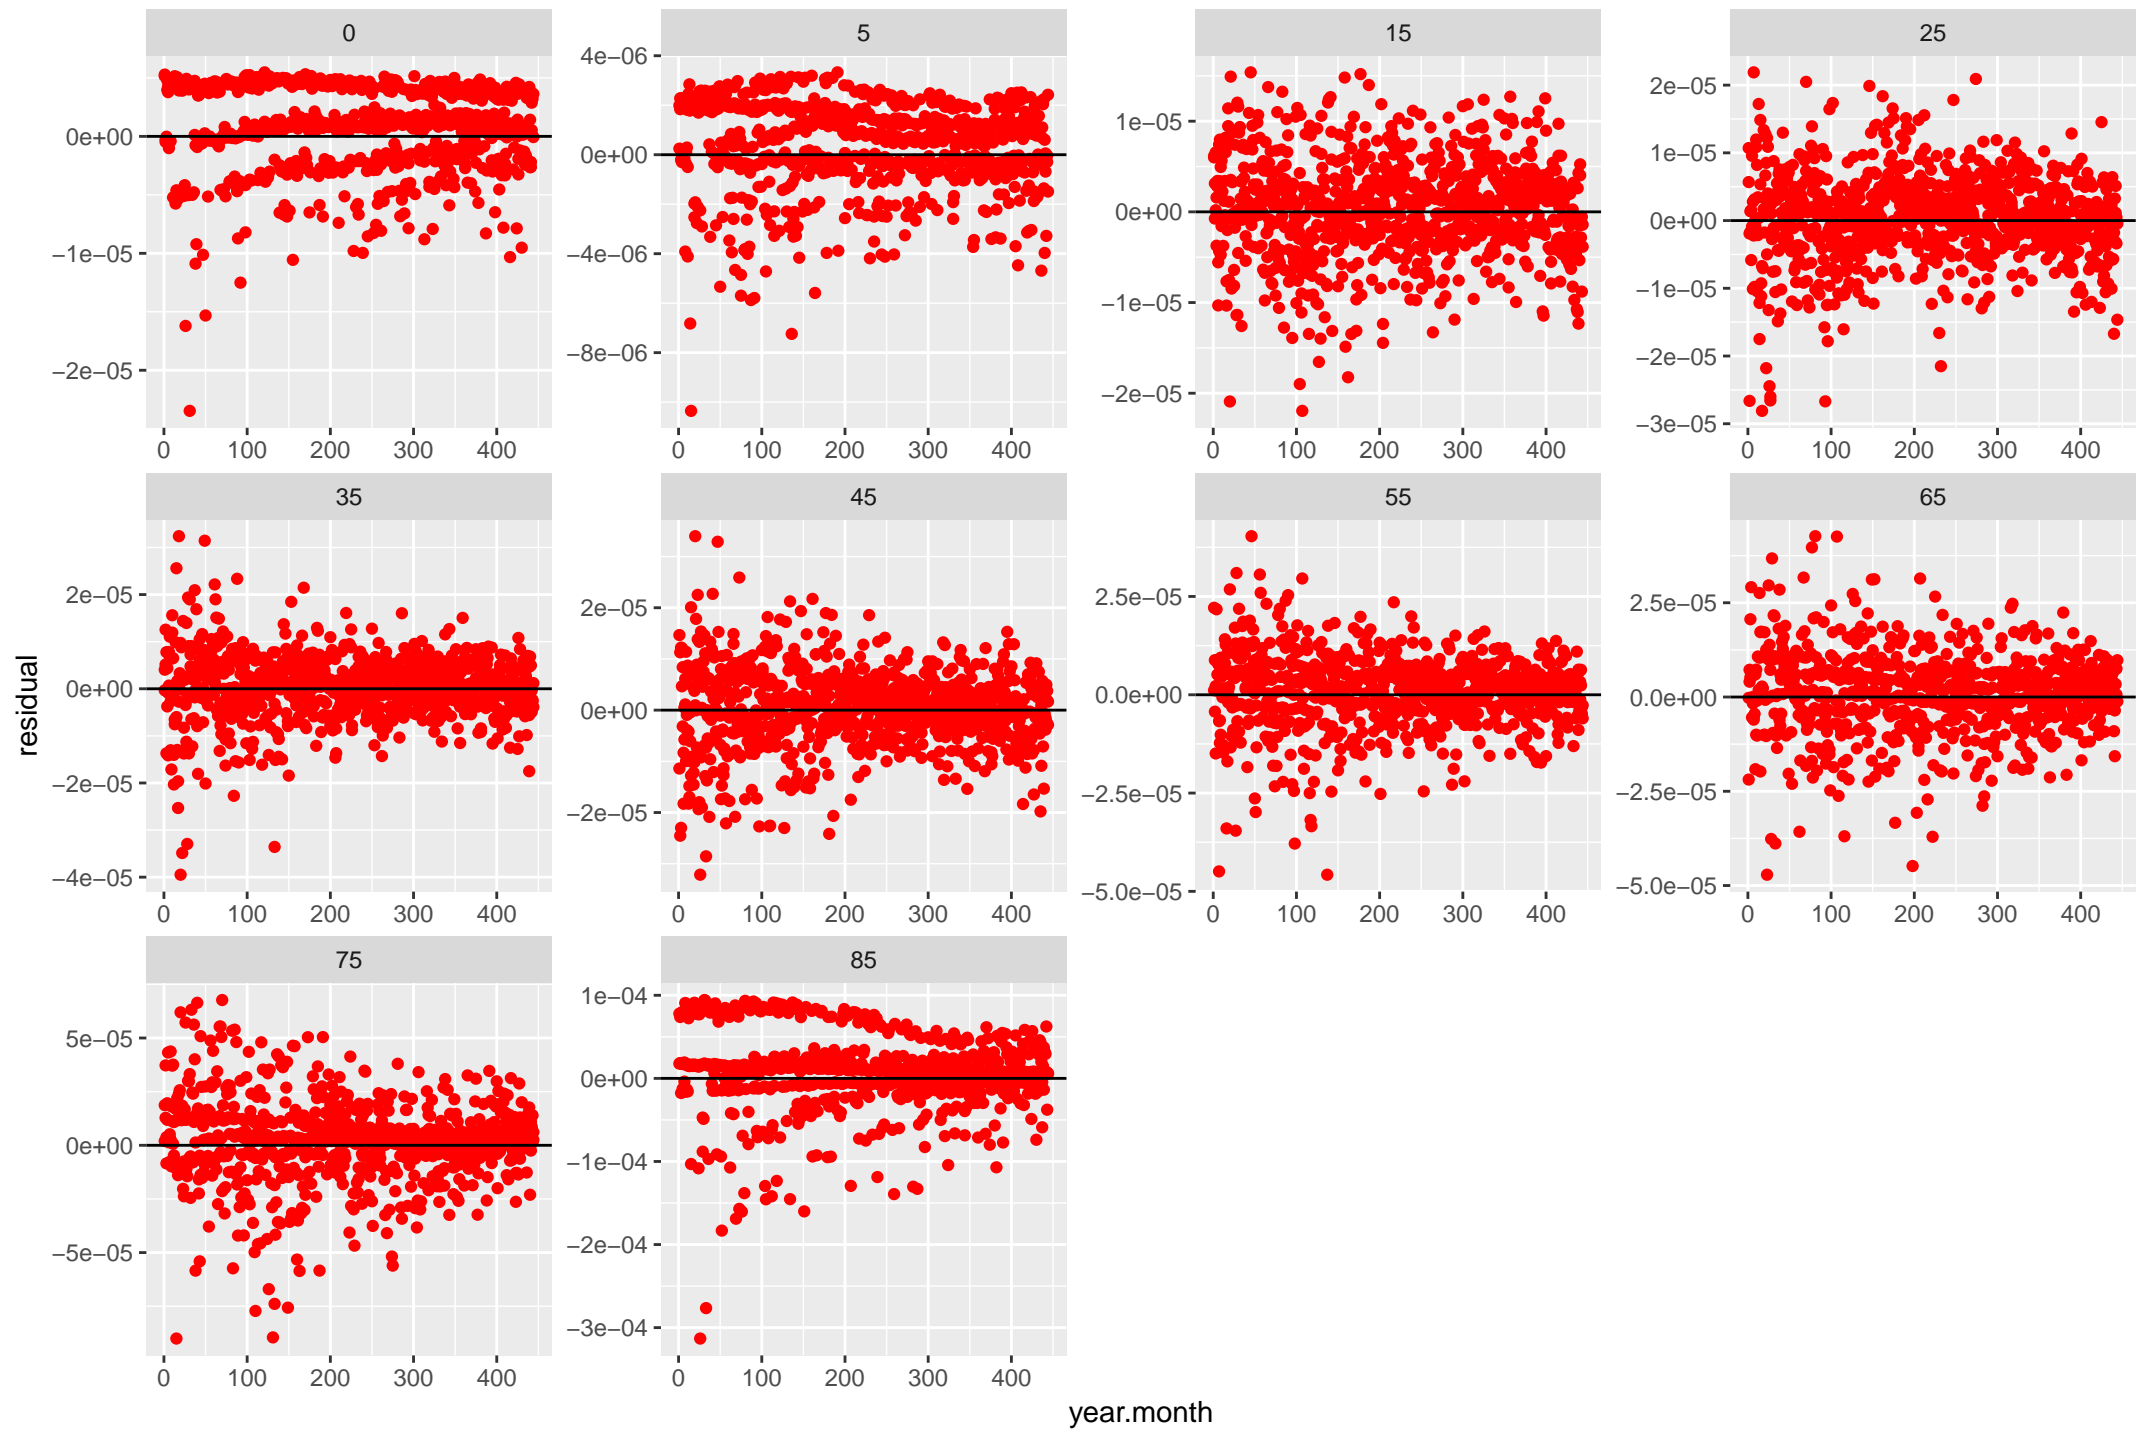 0 5 15 25
0e+00
−1e−05
−2e−05
0 100 200 300 400
4e−06
0e+00
−4e−06
−8e−06
0 100 200 300 400
1e−05
0e+00
−1e−05
−2e−05
0 100 200 300 400
2e−05
1e−05
0e+00
−1e−05
−2e−05
−3e−05
0 100 200 300 400
35 45 55 65
2e−05
0e+00
−2e−05
−4e−05
0 100 200 300 400
2e−05
0e+00
−2e−05
0 100 200 300 400
2.5e−05
0.0e+00
−2.5e−05
−5.0e−05
0 100 200 300 400
2.5e−05
0.0e+00
−2.5e−05
−5.0e−05
0 100 200 300 400
75 85
5e−05
0e+00
−5e−05
0 100 200 300 400
1e−04
0e+00
−1e−04
−2e−04
−3e−04
0 100 200 300 400
residual
year.month